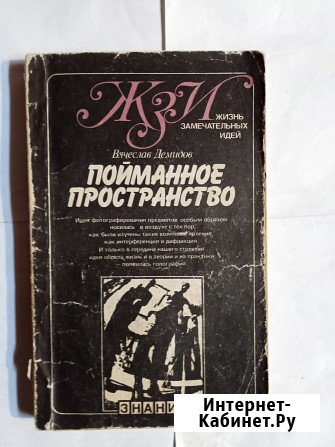 ЖЗИ
ЖИЗНЬ
ЗАМЕЧАТЕЛЬНЫХ
ИДЕЙ
Вячеслав Демидов
ПОЙМАННОЕ
ПРОСТРАНСТВО
Идея фотографирования предметов особым образом
носилась в воздухе с тех пор,
как были изучены такие волновые явления,
как интерференция и дифракция.
И только в середине нашего столетия
идея обрела жизнь и в теории и на практике
– появилась голография.
ЗНАНИ
Интернет-
Кабинет.Ру